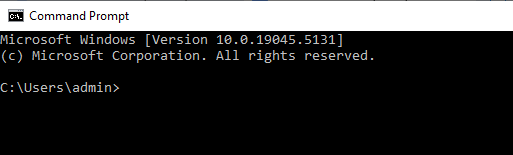 Command Prompt
Microsoft Windows [Version 10.0.19045.5131]
(c) Microsoft Corporation. All rights reserved.
C:\Users\admin>